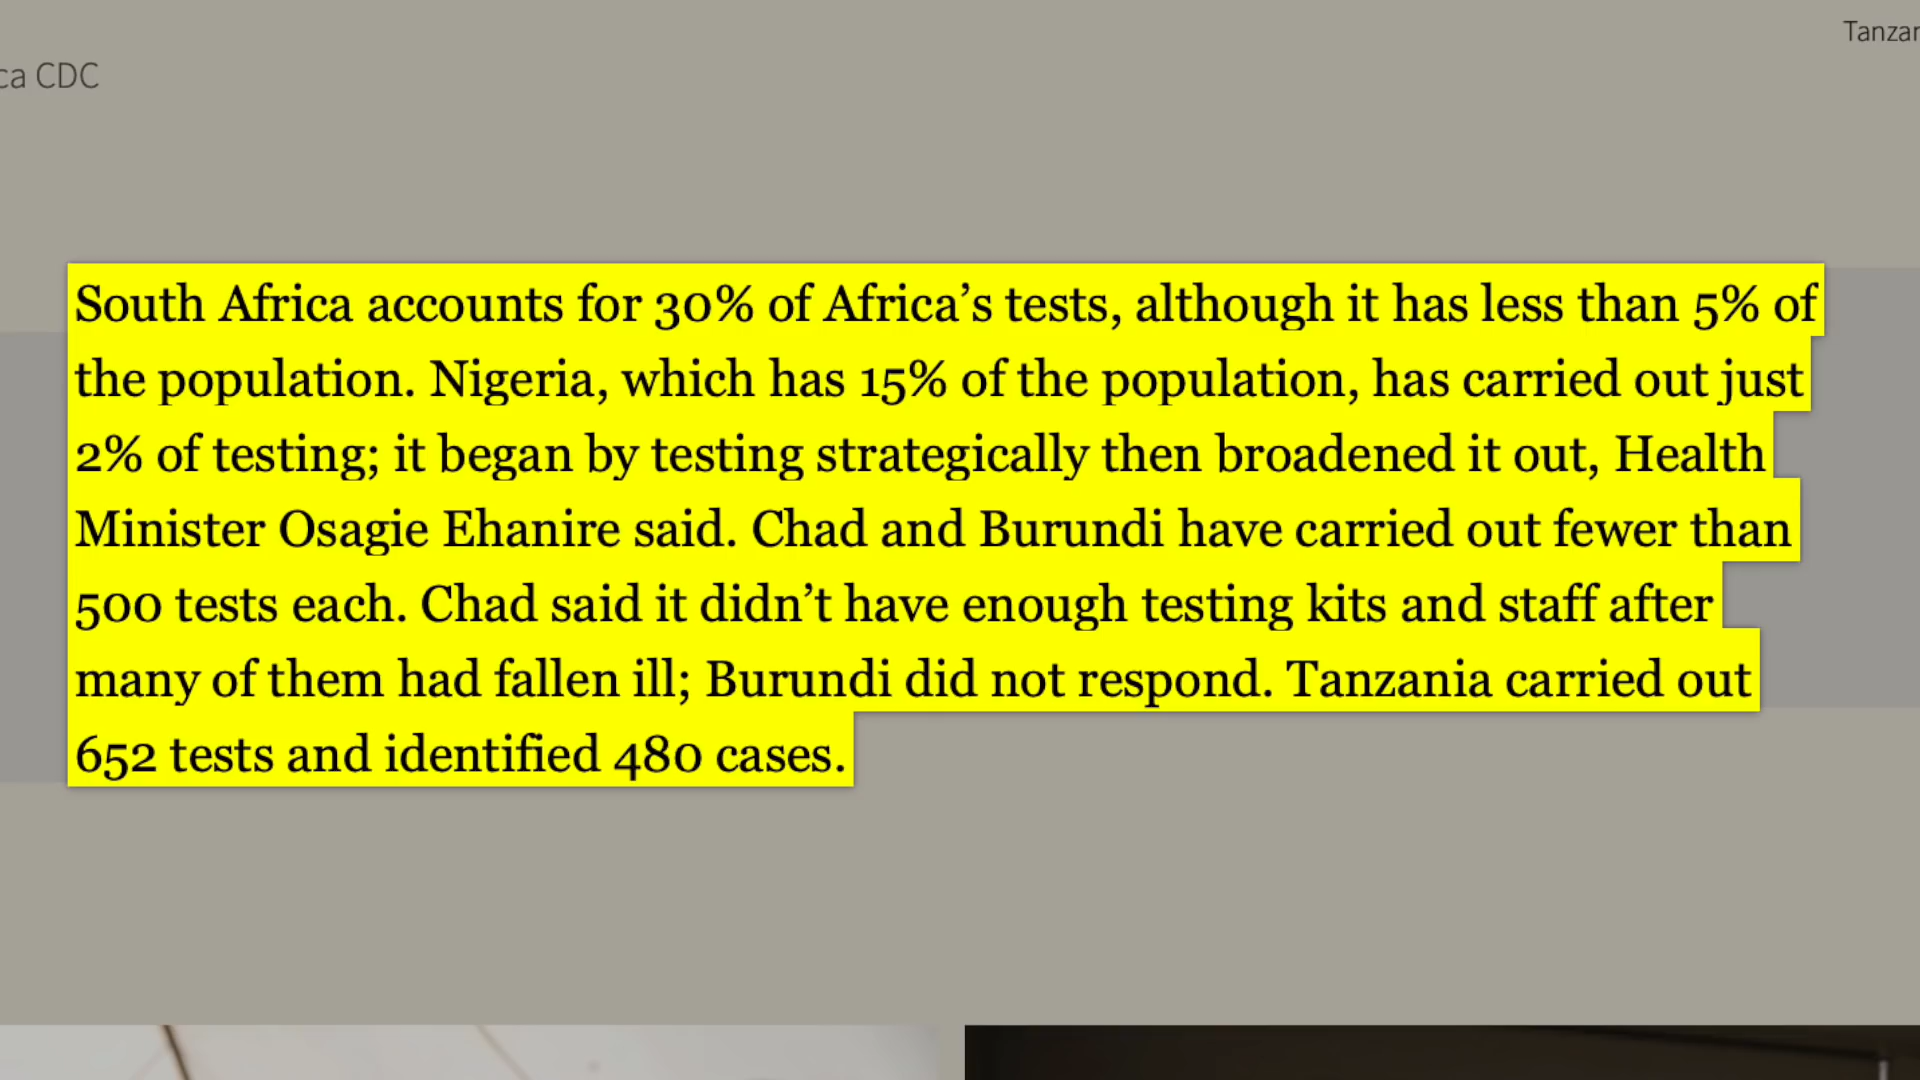 Tanzan
ca CDC
South Africa accounts for 30% of Africa’s tests, although it has less than 5% of
the population. Nigeria, which has 15% of the population, has carried out just
2% of testing; it began by testing strategically then broadened it out, Health
Minister Osagie Ehanire said. Chad and Burundi have carried out fewer than
500 tests each. Chad said it didn’t have enough testing kits and staff after
many of them had fallen ill; Burundi did not respond. Tanzania carried out
652 tests and identified 480 cases.